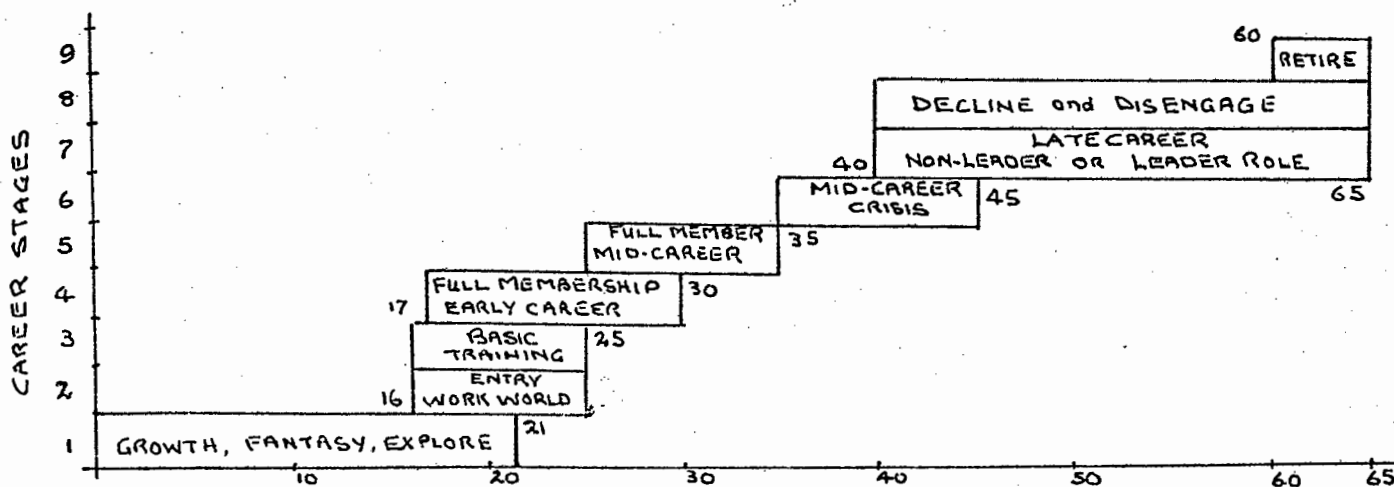 60
9 RETIRE
8 DECLINE and DISENGAGE
7 LATE CAREER
40 NON-LEADER OR LEADER ROLE
6 MID-CAREER 45 65
CRISIS
5 FULL MEMBER 35
MID-CAREER
4 FULL MEMBERSHIP 30
17 EARLY CAREER
3 BASIC 25
TRAINING
2 ENTRY
16 WORK WORLD
21
1 GROWTH, FANTASY, EXPLORE
10 20 30 40 50 60 65
CAREER STAGES